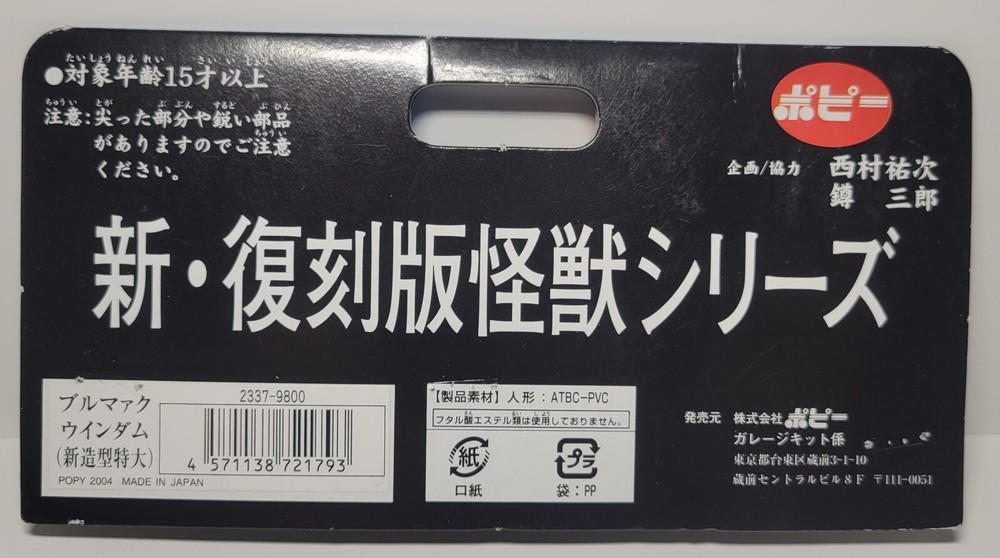 ●対象年齢15才以上
注意:尖った部分や鋭い部品
がありますのでご注意
ください。
ポピー
企画/協力 西村祐次
鐏 三郎
新・復刻版怪獣シリーズ
ブルマァク
ウインダム
(新造型特大)
POPY 2004 MADE IN JAPAN
2337-9800
4 571138 721793
【製品素材】人形:ATBC-PVC
フタル酸エステル類は使用しておりません。
紙
口紙
プラ
袋:PP
発売元 株式会社ポピー
ガレージキット係
東京都台東区蔵前3-1-10
蔵前セントラルビル8F 〒111-0051